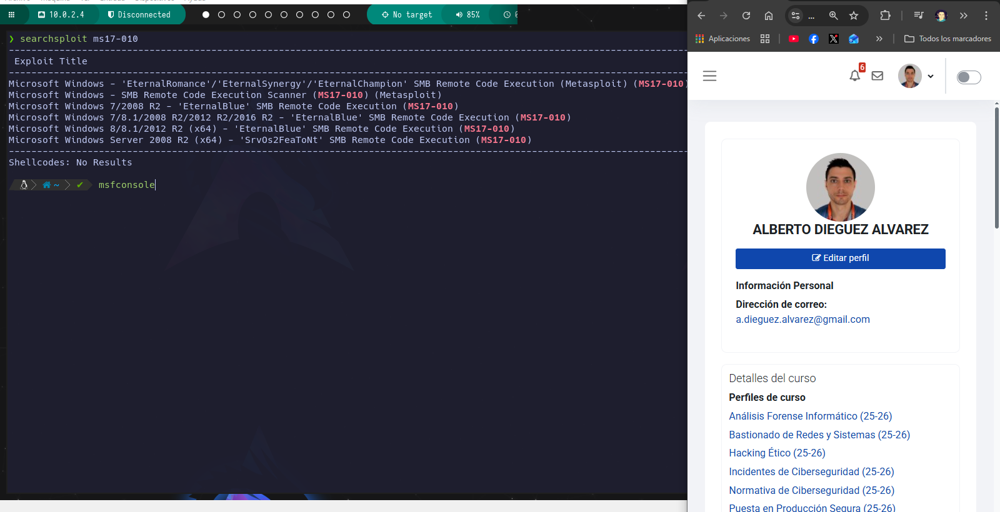 10.0.2.4
Disconnected
No target
85%
searchsploit ms17-010
Exploit Title
Microsoft Windows - 'EternalRomance'/'EternalSynergy'/'EternalChampion' SMB Remote Code Execution (Metasploit) (MS17-010)
Microsoft Windows - SMB Remote Code Execution Scanner (MS17-010) (Metasploit)
Microsoft Windows 7/2008 R2 - 'EternalBlue' SMB Remote Code Execution (MS17-010)
Microsoft Windows 7/8.1/2008 R2/2012 R2/2016 R2 - 'EternalBlue' SMB Remote Code Execution (MS17-010)
Microsoft Windows 8/8.1/2012 R2 (x64) - 'EternalBlue' SMB Remote Code Execution (MS17-010)
Microsoft Windows Server 2008 R2 (x64) - 'SrvOs2FeaToNt' SMB Remote Code Execution (MS17-010)
Shellcodes: No Results
~ ✔ msfconsole
...
Aplicaciones
Todos los marcadores
6
ALBERTO DIEGUEZ ALVAREZ
Editar perfil
Información Personal
Dirección de correo:
a.dieguez.alvarez@gmail.com
Detalles del curso
Perfiles de curso
Análisis Forense Informático (25-26)
Bastionado de Redes y Sistemas (25-26)
Hacking Ético (25-26)
Incidentes de Ciberseguridad (25-26)
Normativa de Ciberseguridad (25-26)
Puesta en Producción Segura (25-26)